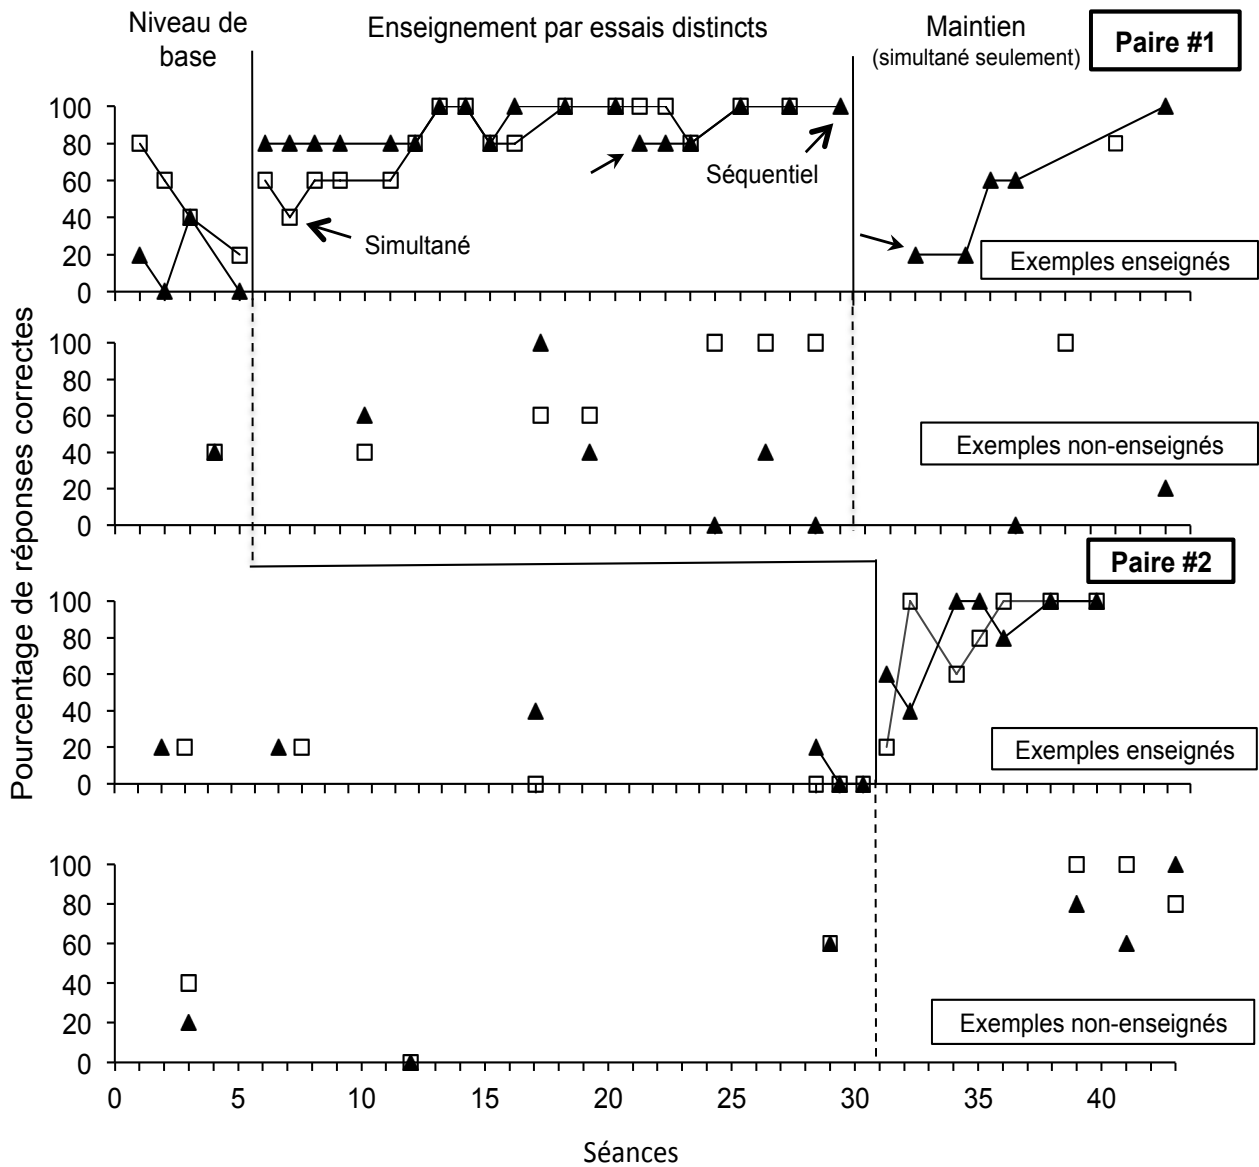 Niveau de
base
Enseignement par essais distincts
Maintien
(simultané seulement)
Paire #1
Pourcentage de réponses correctes
100
80
60
40
20
0
Simultané
Séquentiel
Exemples enseignés
100
80
60
40
20
0
Exemples non-enseignés
Paire #2
100
80
60
40
20
0
Exemples enseignés
100
80
60
40
20
0
Exemples non-enseignés
0 5 10 15 20 25 30 35 40
Séances